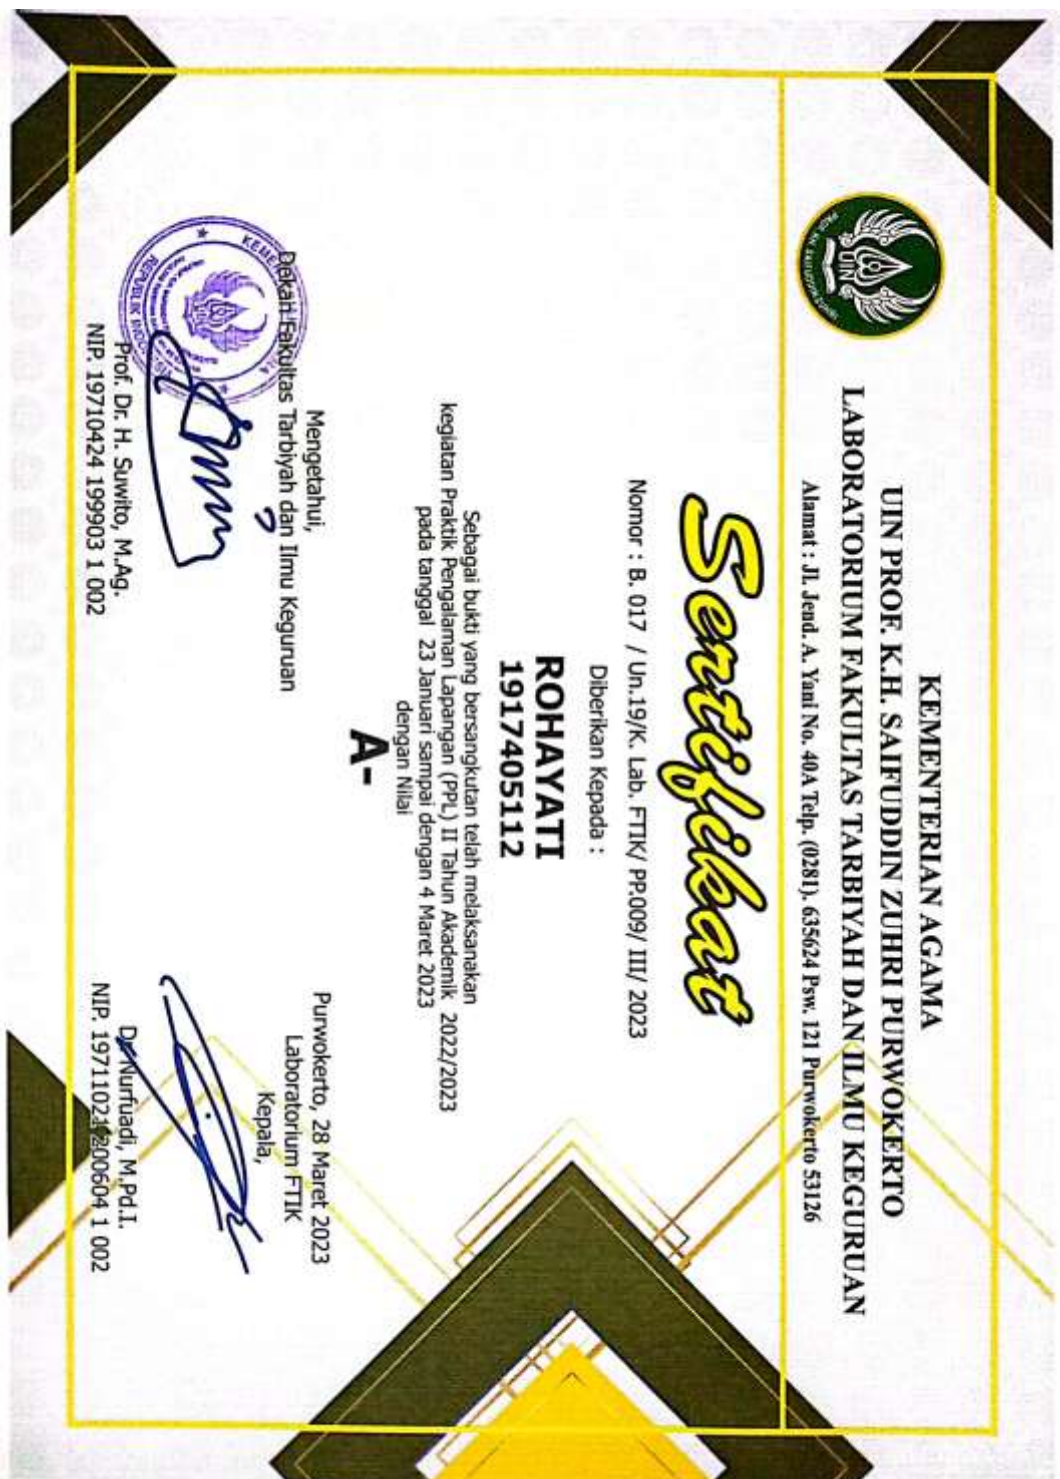 KEMENTERIAN AGAMA
UIN PROF. K.H. SAIFUDDIN ZUHRI PURWOKERTO
LABORATORIUM FAKULTAS TARBIYAH DAN ILMU KEGURUAN
Alamat : Jl. Jend. A. Yani No. 40A Telp. (0281). 635624 Psw. 121 Purwokerto 53126
UIN
Sertifikat
Nomor : B. 017 / Un.19/K. Lab. FTIK/ PP.009/ III/ 2023
Diberikan Kepada :
ROHAYATI
1917405112
Sebagai bukti yang bersangkutan telah melaksanakan
kegiatan Praktik Pengalaman Lapangan (PPL) II Tahun Akademik 2022/2023
pada tanggal 23 Januari sampai dengan 4 Maret 2023
dengan Nilai
A-
Mengetahui,
Dekan Fakultas Tarbiyah dan Ilmu Keguruan
REPUBLIK
Prof. Dr. H. Suwito, M.Ag.
NIP. 19710424 199903 1 002
Purwokerto, 28 Maret 2023
Laboratorium FTIK
Kepala,
Dr. Nurfuadi, M.Pd.I.
NIP. 19711021 200604 1 002